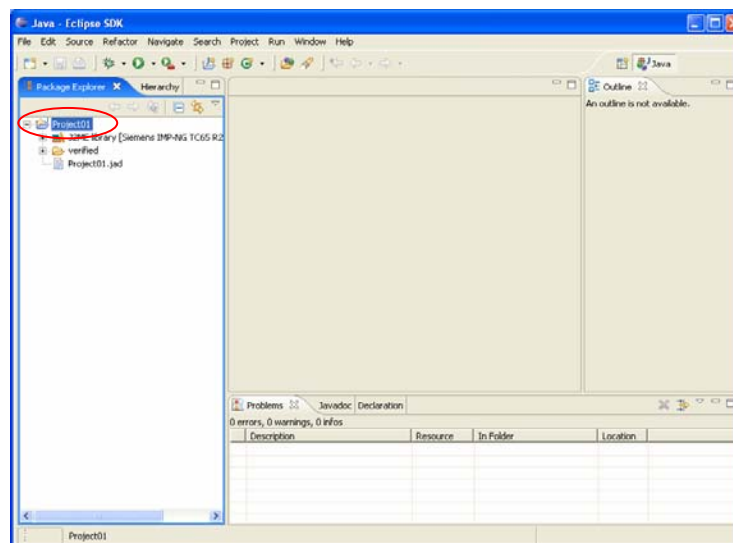 Java - Eclipse SDK
File Edit Source Refactor Navigate Search Project Run Window Help
Java
Package Explorer Hierarchy
Outline
An outline is not available.
Project01
J2ME library [Siemens IMP-NG TC65 R2
verified
Project01.jad
Problems Javadoc Declaration
0 errors, 0 warnings, 0 infos
Description Resource In Folder Location
Project01